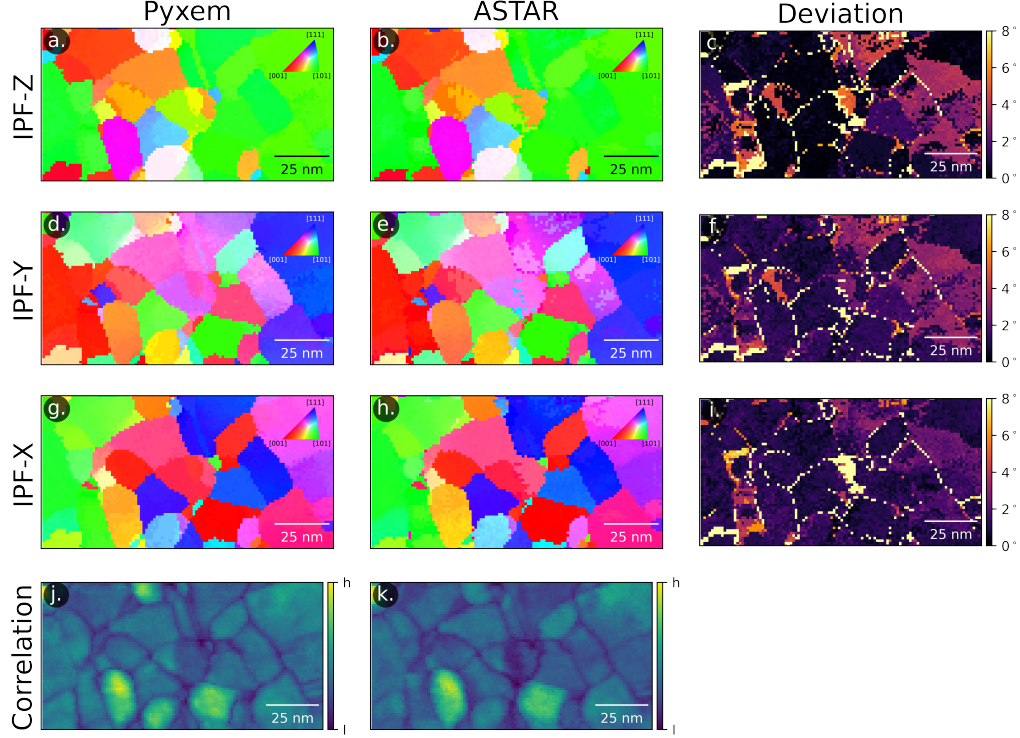 Pyxem
ASTAR
Deviation
IPF-Z
a.
[111]
[001]
[101]
25 nm
b.
[111]
[001]
[101]
25 nm
c.
25 nm
8°
6°
4°
2°
0°
IPF-Y
d.
[111]
[001]
[101]
25 nm
e.
[111]
[001]
[101]
25 nm
f.
25 nm
8°
6°
4°
2°
0°
IPF-X
g.
[111]
[001]
[101]
25 nm
h.
[111]
[001]
[101]
25 nm
i.
25 nm
8°
6°
4°
2°
0°
Correlation
j.
25 nm
h
l
k.
25 nm
h
l